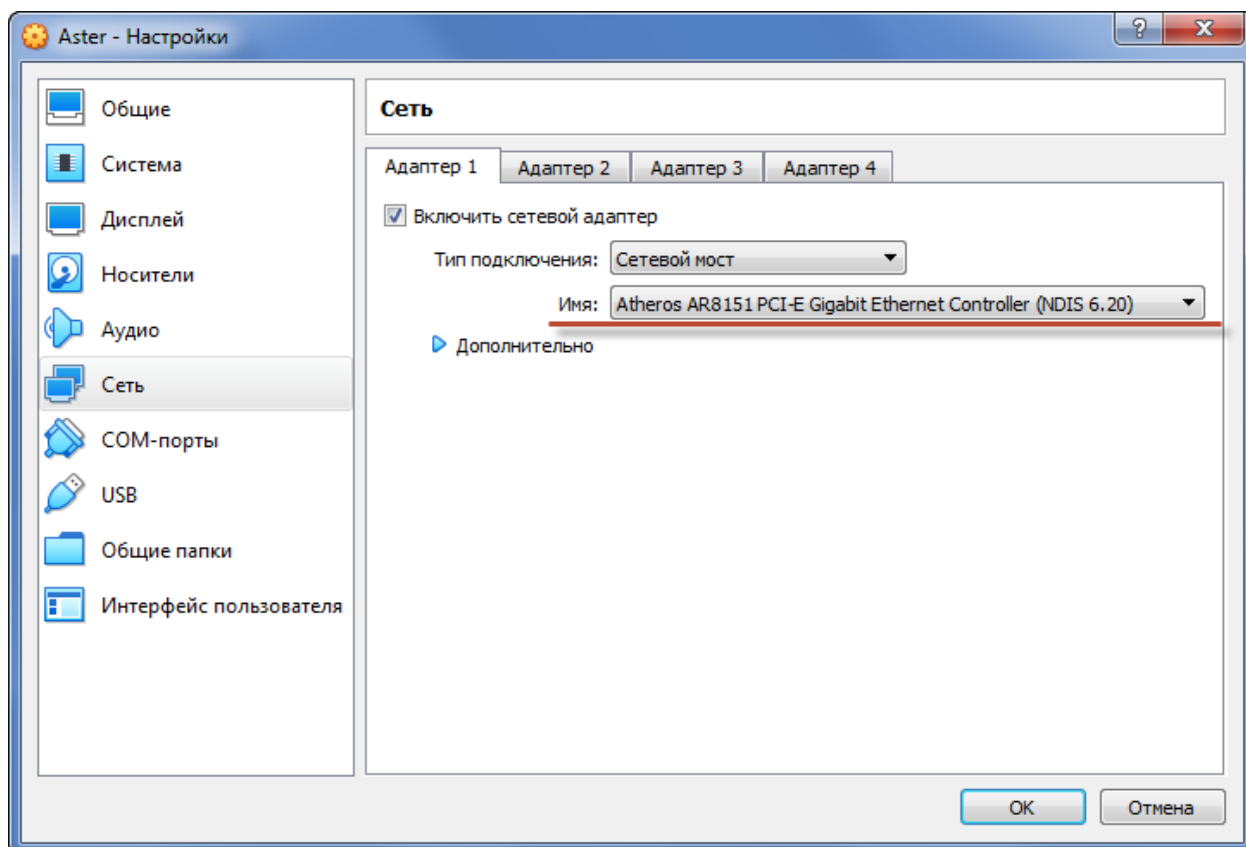 Aster - Настройки
Общие
Система
Дисплей
Носители
Аудио
Сеть
COM-порты
USB
Общие папки
Интерфейс пользователя
Сеть
Адаптер 1 Адаптер 2 Адаптер 3 Адаптер 4
Включить сетевой адаптер
Тип подключения: Сетевой мост
Имя: Atheros AR8151 PCI-E Gigabit Ethernet Controller (NDIS 6.20)
Дополнительно
OK Отмена